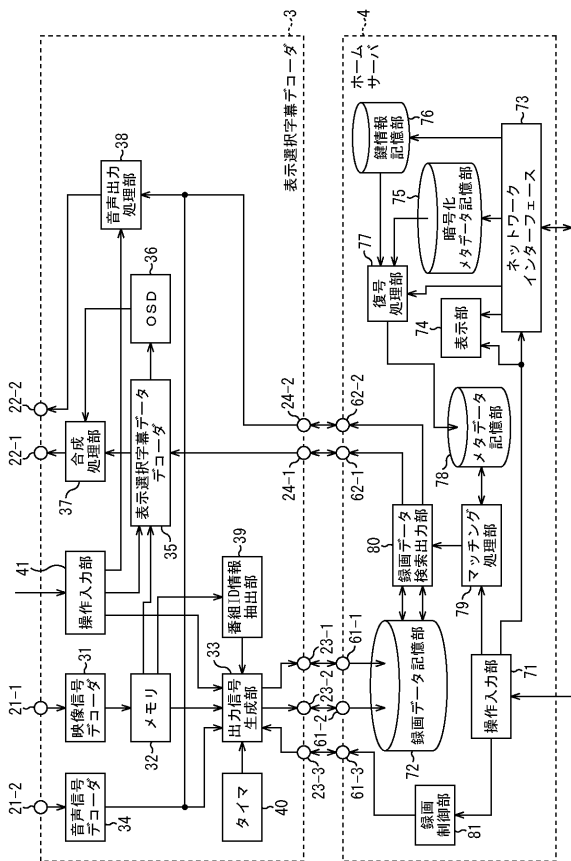 表示選択字幕デコーダ
3
21-2
21-1
22-1
22-2
41
音声信号
デコーダ
34
映像信号
デコーダ
31
操作入力部
合成
処理部
37
音声出力
処理部
38
OSD
36
メモリ
32
表示選択字幕データ
デコーダ
35
タイマ
40
出力信号
生成部
33
番組ID情報
抽出部
39
23-3
23-2
23-1
24-1
24-2
61-3
61-2
61-1
62-1
62-2
ホーム
サーバ
4
録画
制御部
81
録画データ記憶部
72
録画データ
検索出力部
80
操作入力部
71
マッチング
処理部
79
メタデータ
記憶部
78
復号
処理部
77
表示部
74
暗号化
メタデータ記憶部
75
鍵情報
記憶部
76
ネットワーク
インターフェース
73